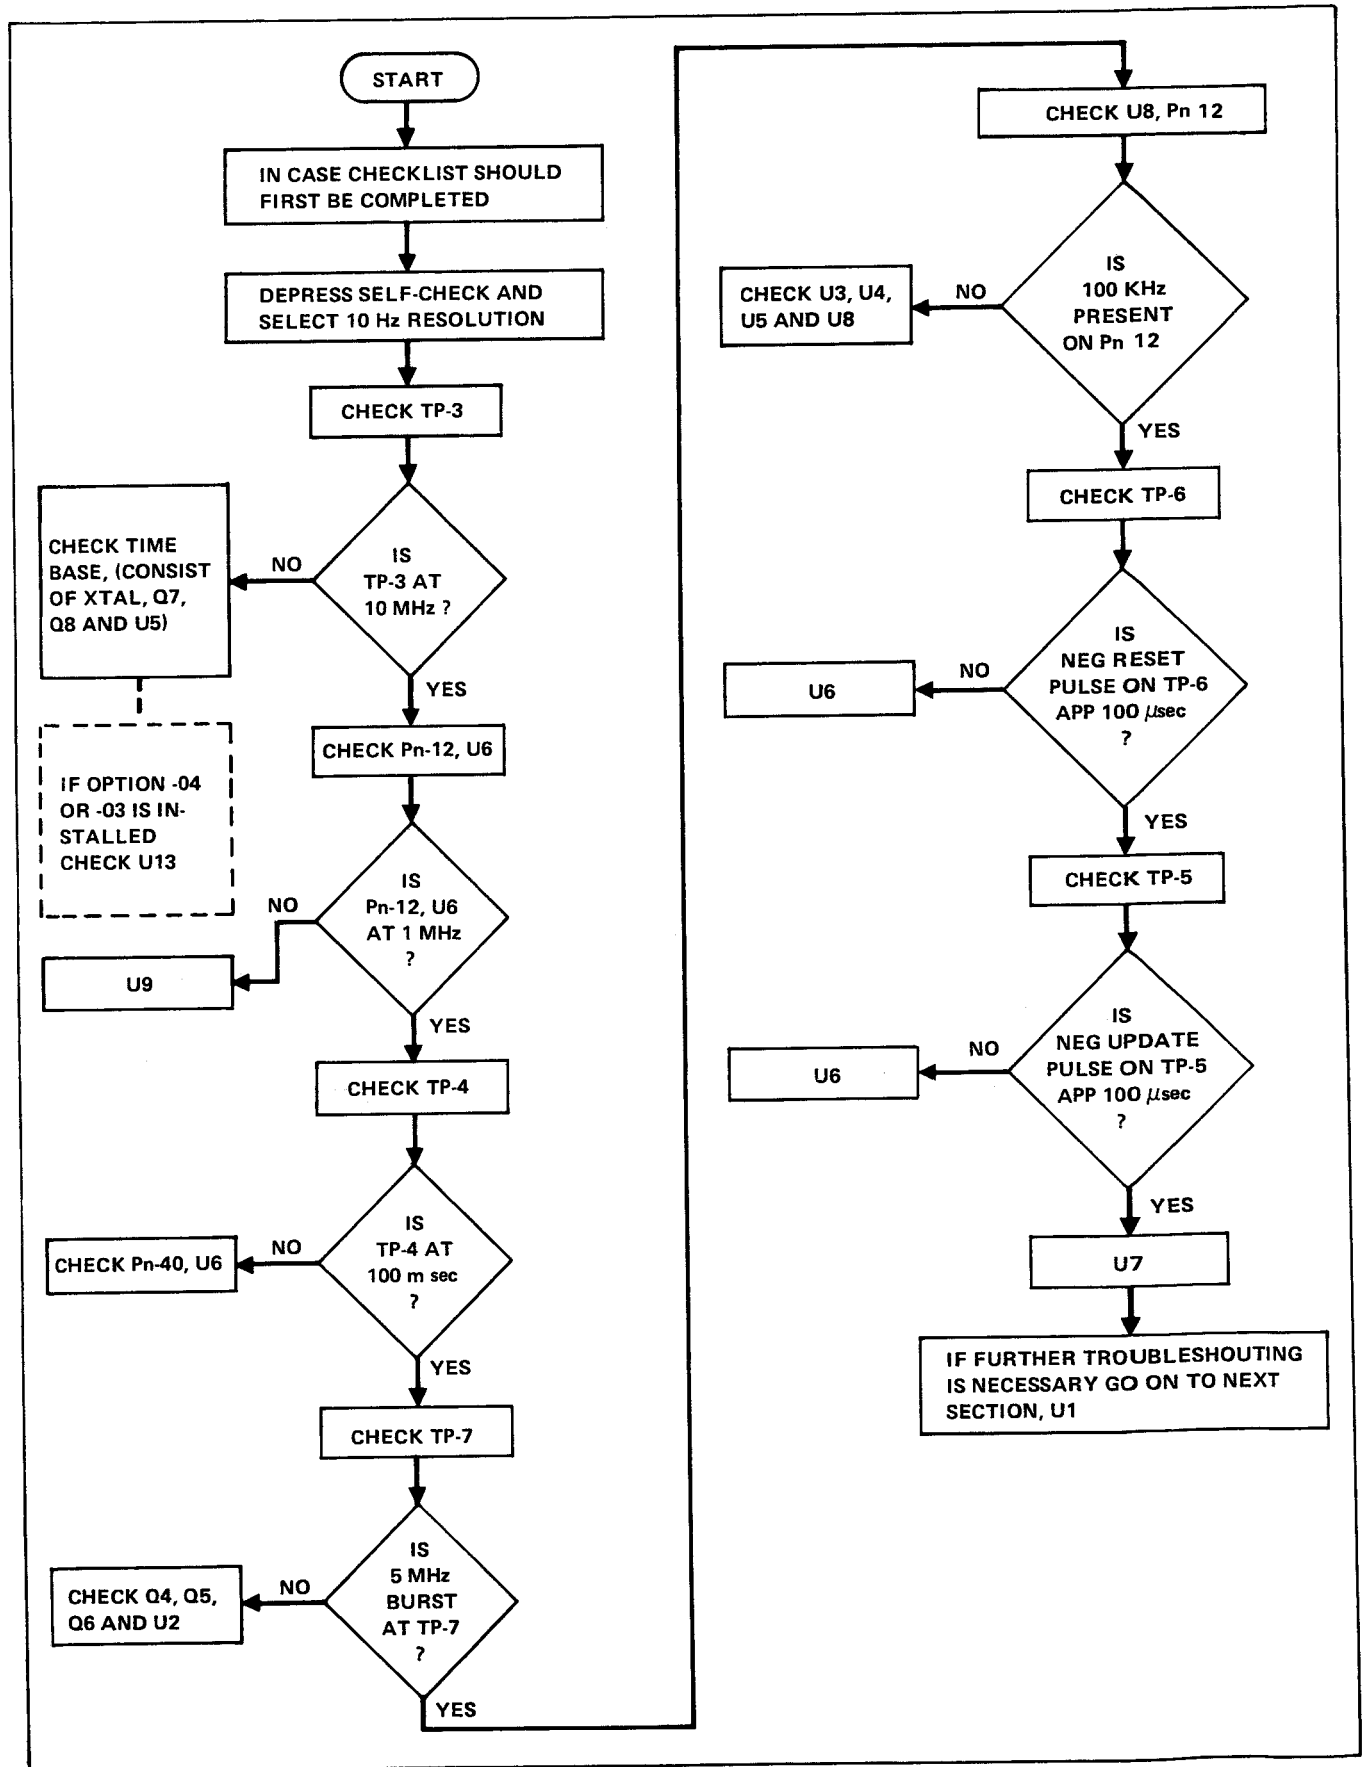 START
IN CASE CHECKLIST SHOULD
FIRST BE COMPLETED
DEPRESS SELF-CHECK AND
SELECT 10 Hz RESOLUTION
CHECK TP-3
IS
TP-3 AT
10 MHz ?
NO
CHECK TIME
BASE, (CONSIST
OF XTAL, Q7,
Q8 AND U5)
IF OPTION -04
OR -03 IS IN-
STALLED
CHECK U13
YES
CHECK Pn-12, U6
IS
Pn-12, U6
AT 1 MHz
?
NO
U9
YES
CHECK TP-4
IS
TP-4 AT
100 m sec
?
NO
CHECK Pn-40, U6
YES
CHECK TP-7
IS
5 MHz
BURST
AT TP-7
?
NO
CHECK Q4, Q5,
Q6 AND U2
YES
CHECK U8, Pn 12
IS
100 KHz
PRESENT
ON Pn 12
NO
CHECK U3, U4,
U5 AND U8
YES
CHECK TP-6
IS
NEG RESET
PULSE ON TP-6
APP 100 μsec
?
NO
U6
YES
CHECK TP-5
IS
NEG UPDATE
PULSE ON TP-5
APP 100 μsec
?
NO
U6
YES
U7
IF FURTHER TROUBLESHOUTING
IS NECESSARY GO ON TO NEXT
SECTION, U1